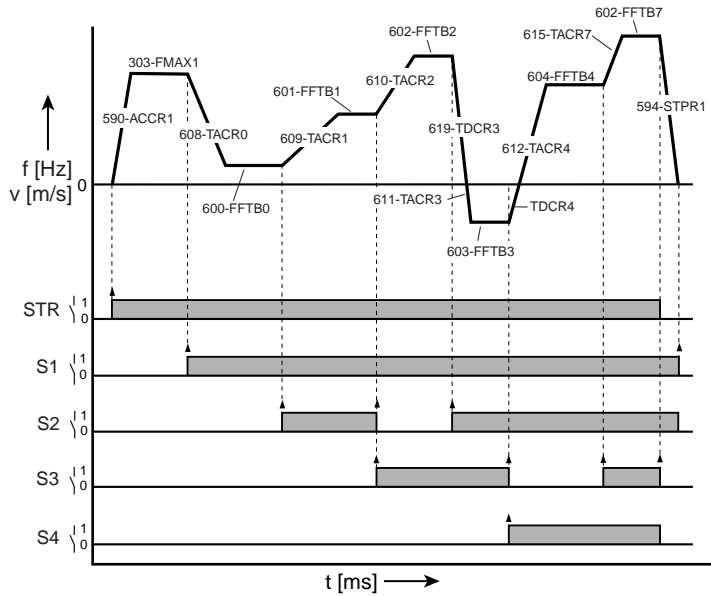 602-FFTB7
602-FFTB2
615-TACR7
303-FMAX1
610-TACR2
604-FFTB4
601-FFTB1
590-ACCR1
594-STPR1
608-TACR0
609-TACR1
619-TDCR3
612-TACR4
f [Hz]
v [m/s]
0
611-TACR3
TDCR4
600-FFTB0
603-FFTB3
STR
1
0
S1
1
0
S2
1
0
S3
1
0
S4
1
0
t [ms]